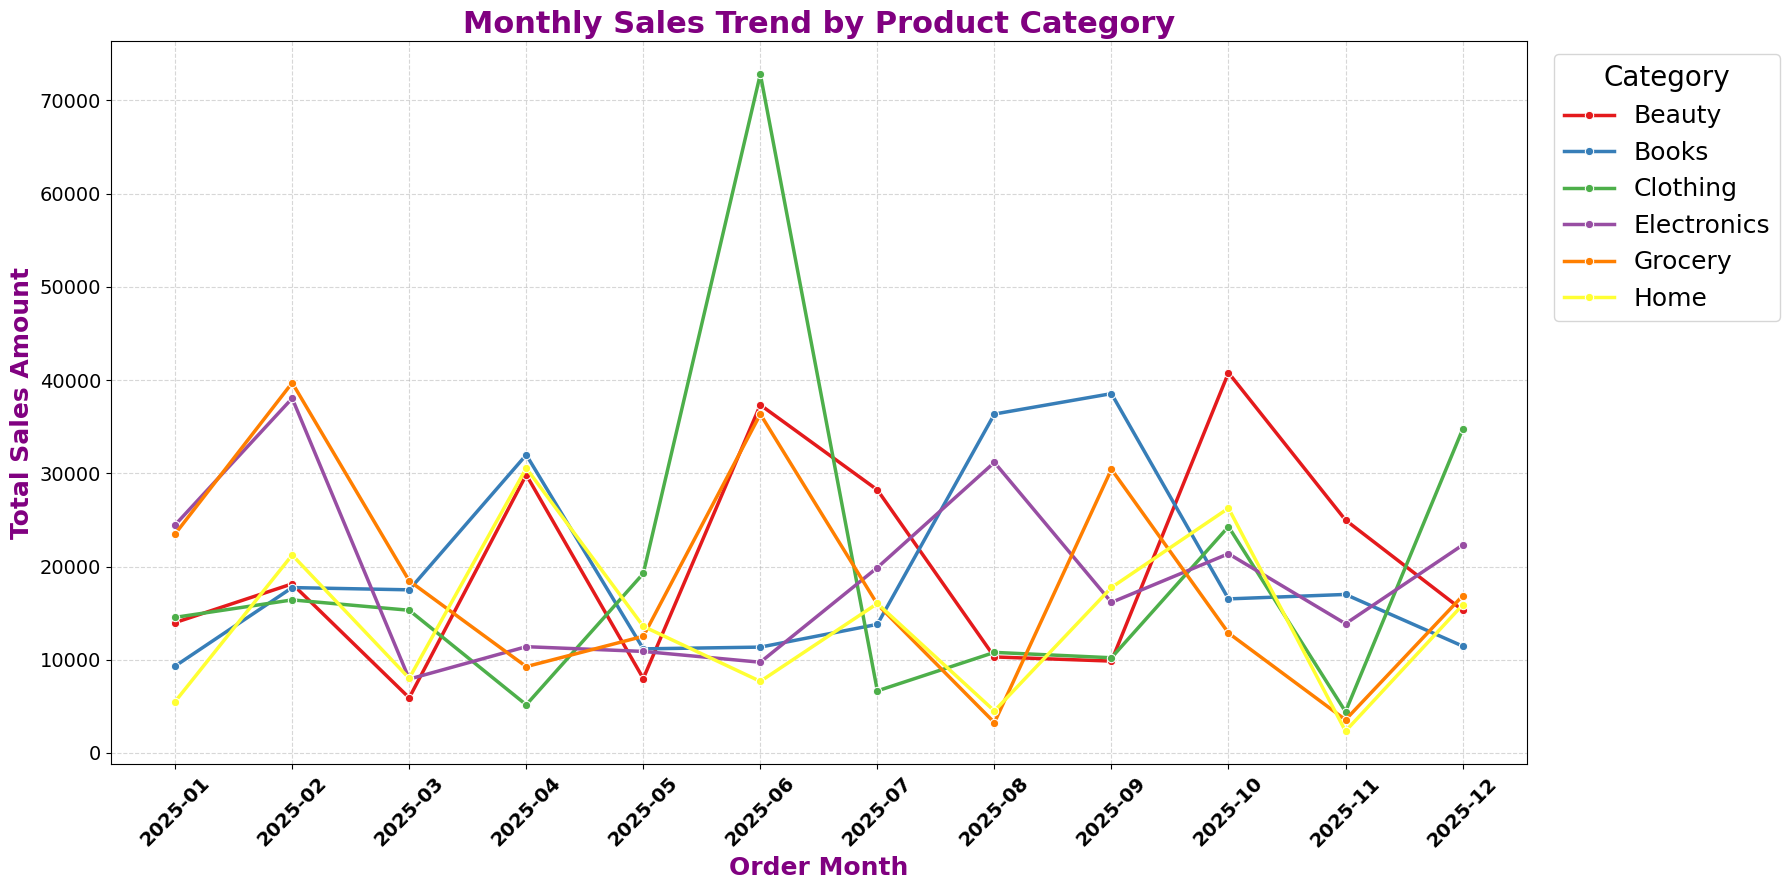 Monthly Sales Trend by Product Category
Total Sales Amount
70000
60000
50000
40000
30000
20000
10000
0
2025-01
2025-02
2025-03
2025-04
2025-05
2025-06
2025-07
2025-08
2025-09
2025-10
2025-11
2025-12
Order Month
Category
Beauty
Books
Clothing
Electronics
Grocery
Home